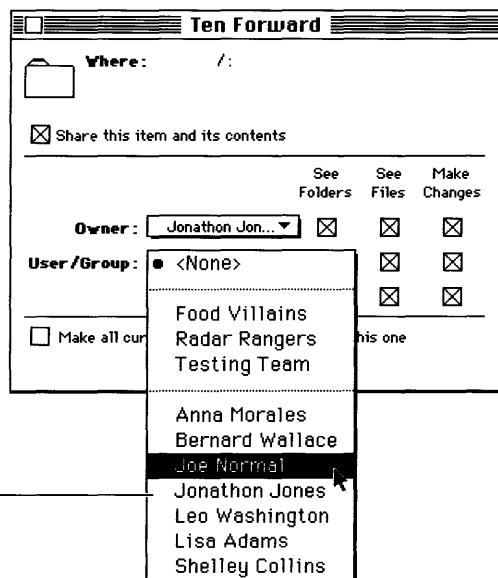 Ten Forward
Where: /:
Share this item and its contents
See Folders See Files Make Changes
Owner: Jonathon Jon...
User/Group: <None>
Food Villains
Radar Rangers
Testing Team
Make all cur his one
Anna Morales
Bernard Wallace
Joe Normal
Jonathon Jones
Leo Washington
Lisa Adams
Shelley Collins